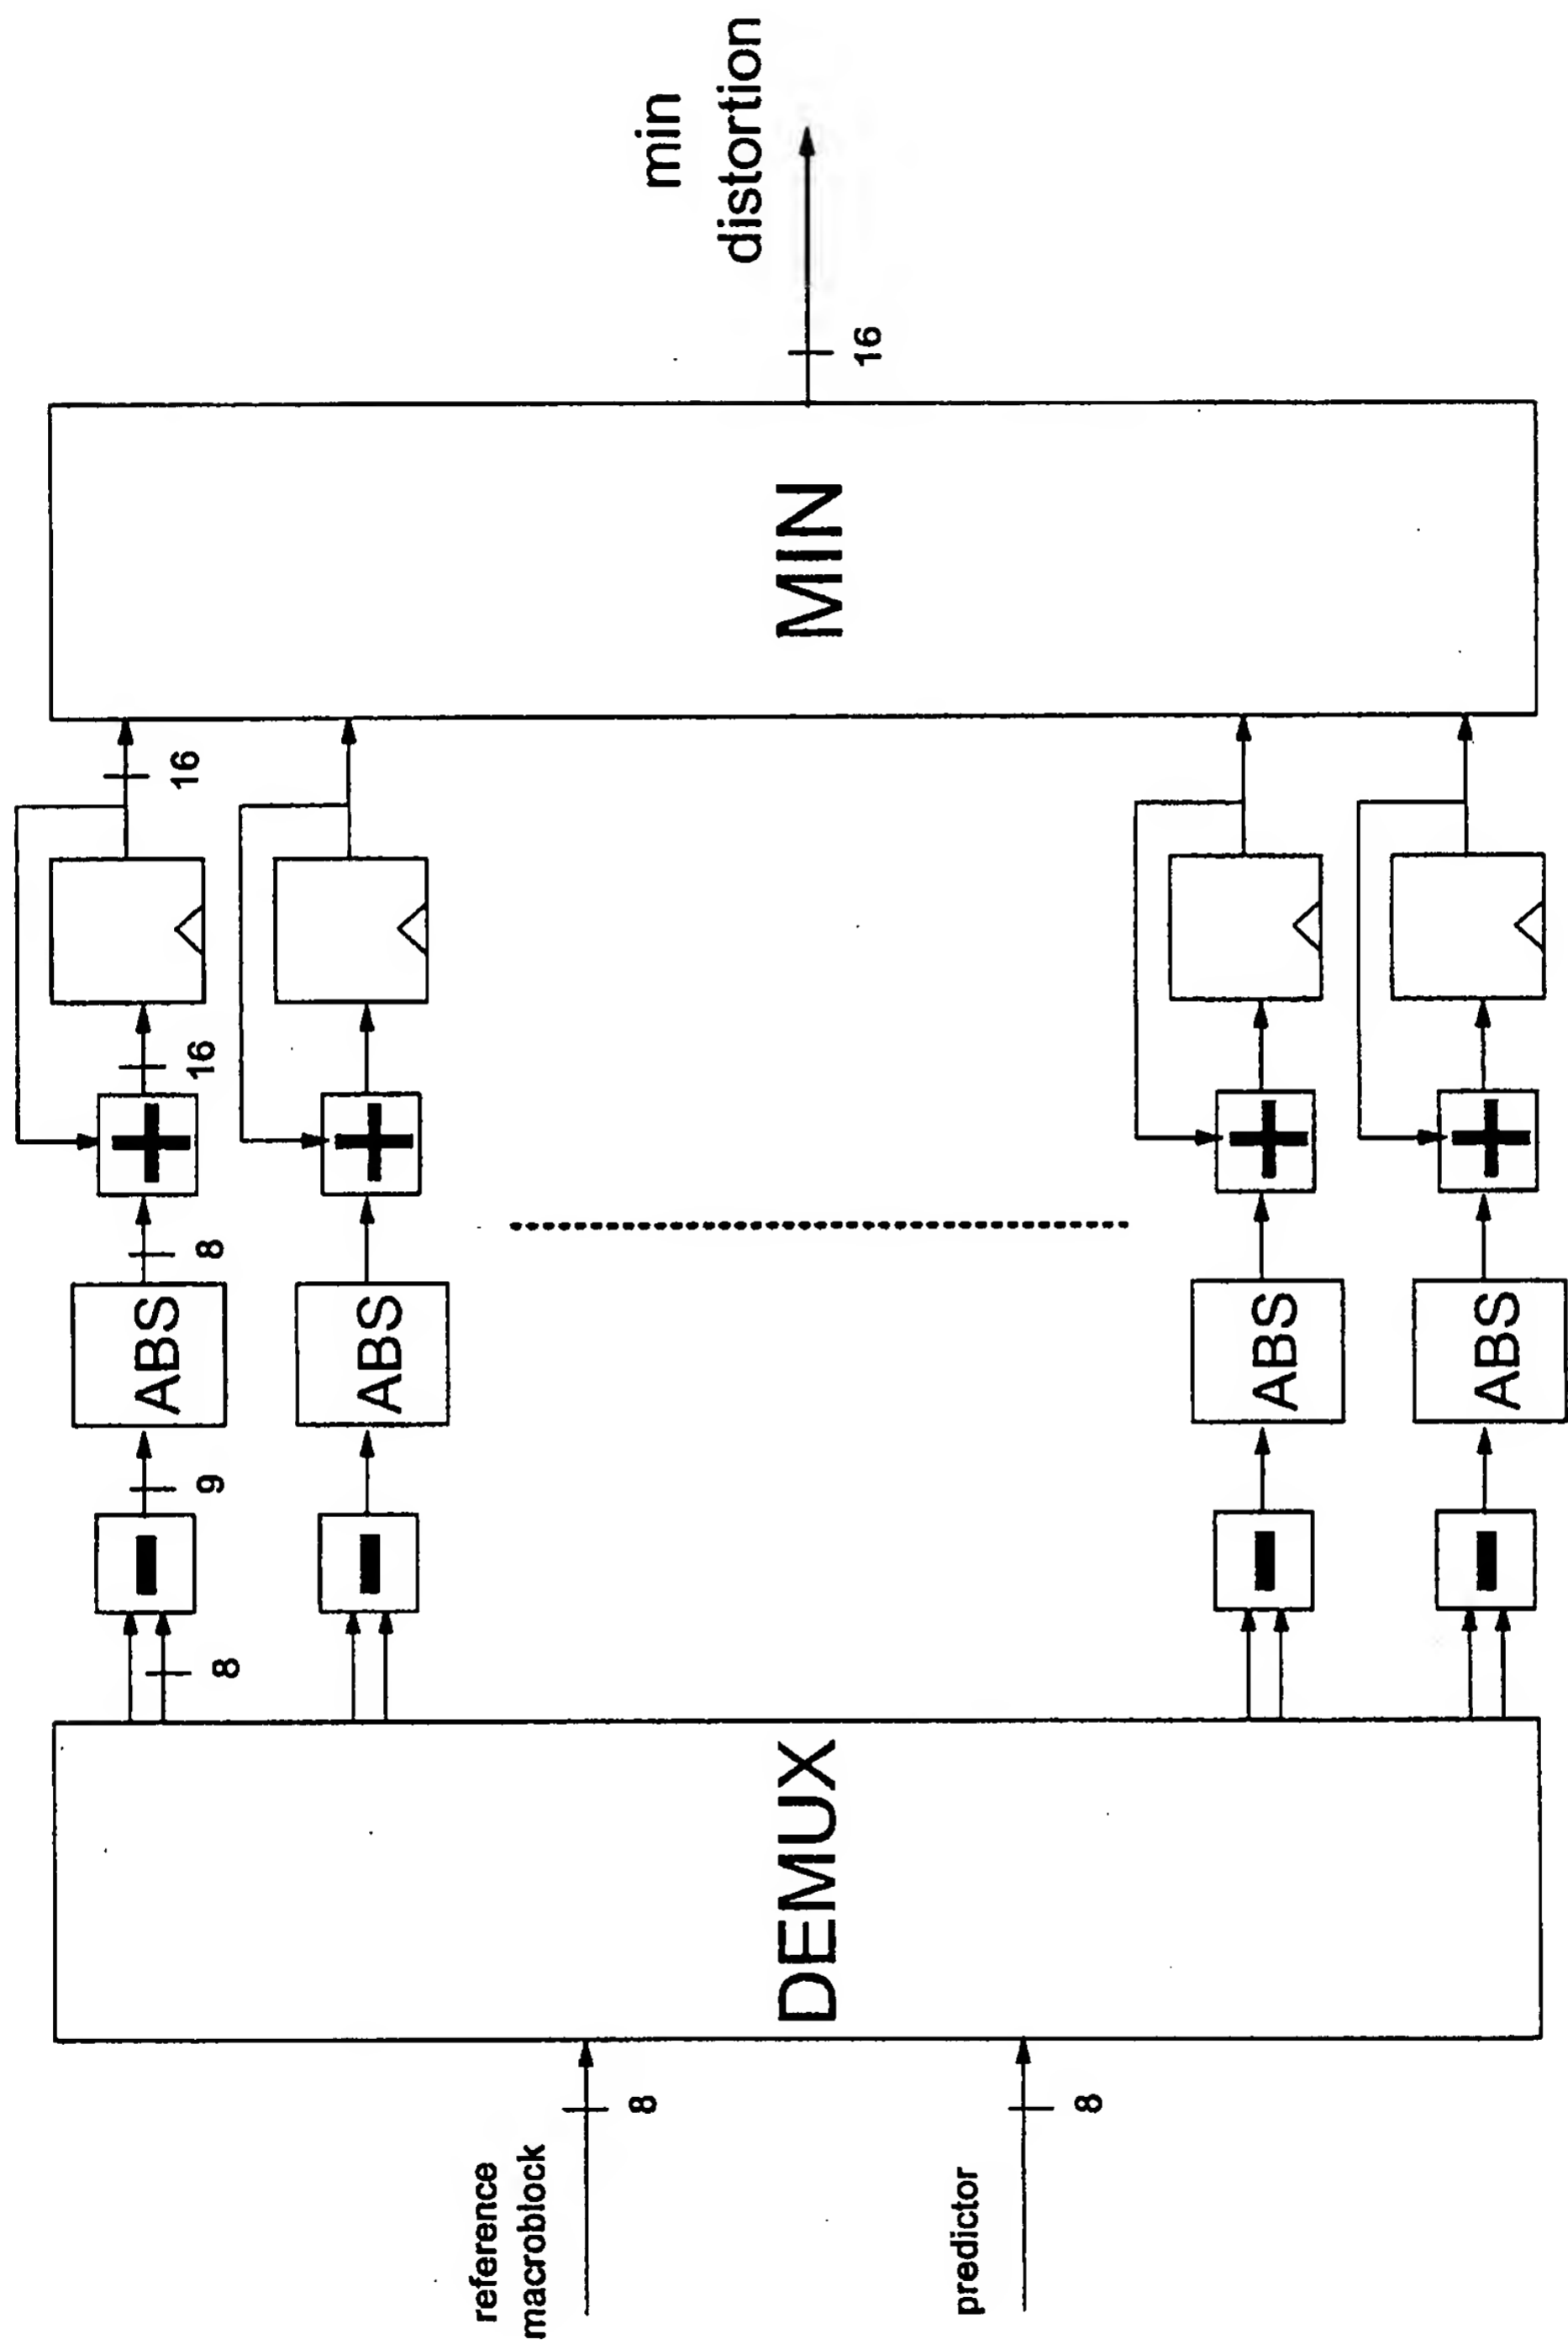 reference
macroblock
8
predictor
8
DEMUX
8
9
ABS
8
16
16
ABS
ABS
ABS
MIN
16
min
distortion